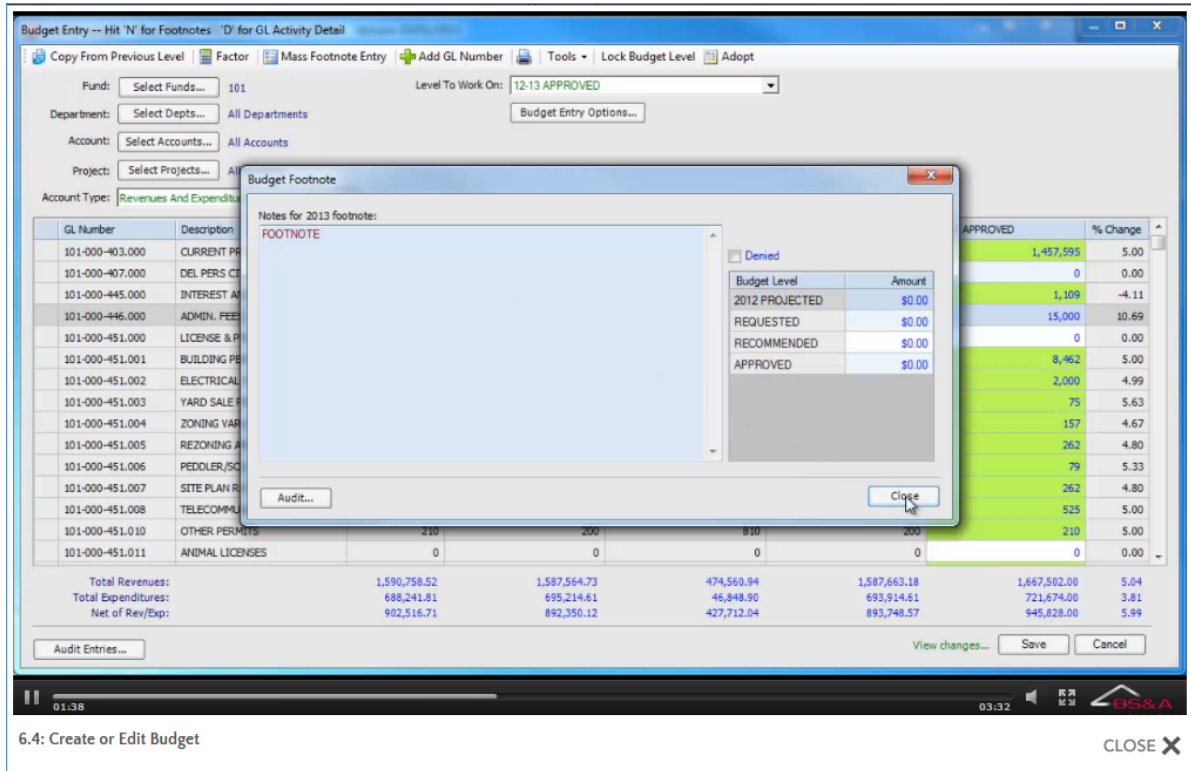 Budget Entry -- Hit 'N' for Footnotes 'D' for GL Activity Detail
Copy From Previous Level Factor Mass Footnote Entry Add GL Number Tools Lock Budget Level Adopt
Fund: Select Funds... 101 Level To Work On: 12-13 APPROVED
Department: Select Depts... All Departments Budget Entry Options...
Account: Select Accounts... All Accounts
Project: Select Projects...
Account Type: Revenues And
Budget Footnote
Notes for 2013 footnote:
FOOTNOTE
Denied
Budget Level Amount
2012 PROJECTED $0.00
REQUESTED $0.00
RECOMMENDED $0.00
APPROVED $0.00
Audit... Close
GL Number Description APPROVED % Change
101-000-403.000 CURRENT 1,457,595 5.00
101-000-407.000 DEL PERS 0 0.00
101-000-445.000 INTEREST 1,109 -4.11
101-000-446.000 ADMIN. FEES 15,000 10.69
101-000-451.000 LICENSE & 0 0.00
101-000-451.001 BUILDING 8,462 5.00
101-000-451.002 ELECTRICAL 2,000 4.99
101-000-451.003 YARD SALE 75 5.63
101-000-451.004 ZONING VAR 157 4.67
101-000-451.005 REZONING 262 4.80
101-000-451.006 PEDDLER/SO 79 5.33
101-000-451.007 SITE PLAN 262 4.80
101-000-451.008 TELECOMMU 525 5.00
101-000-451.010 OTHER PERMITS 210 200 810 200 210 5.00
101-000-451.011 ANIMAL LICENSES 0 0 0 0 0 0.00
Total Revenues: 1,590,758.52 1,587,564.73 474,560.94 1,587,663.18 1,667,502.00 5.04
Total Expenditures: 688,241.81 695,214.61 46,848.90 693,914.61 721,674.00 3.81
Net of Rev/Exp: 902,516.71 892,350.12 427,712.04 893,748.57 945,828.00 5.99
Audit Entries... View changes... Save Cancel
01:38 03:32 BS&A
6.4: Create or Edit Budget CLOSE